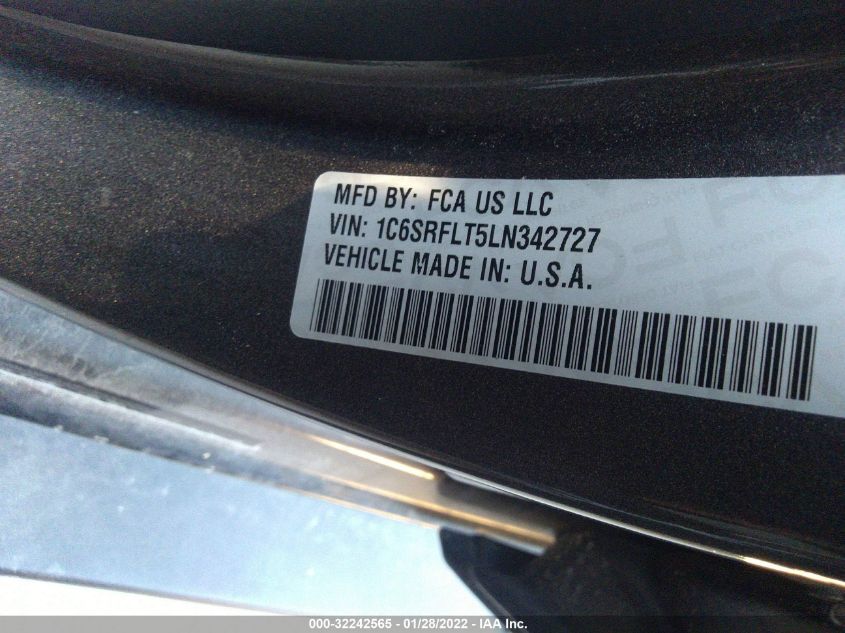 MFD BY: FCA US LLC
VIN: 1C6SRFLT5LN342727
VEHICLE MADE IN: U.S.A.
000-32242565 / 01/28/2022 - IAA Inc.